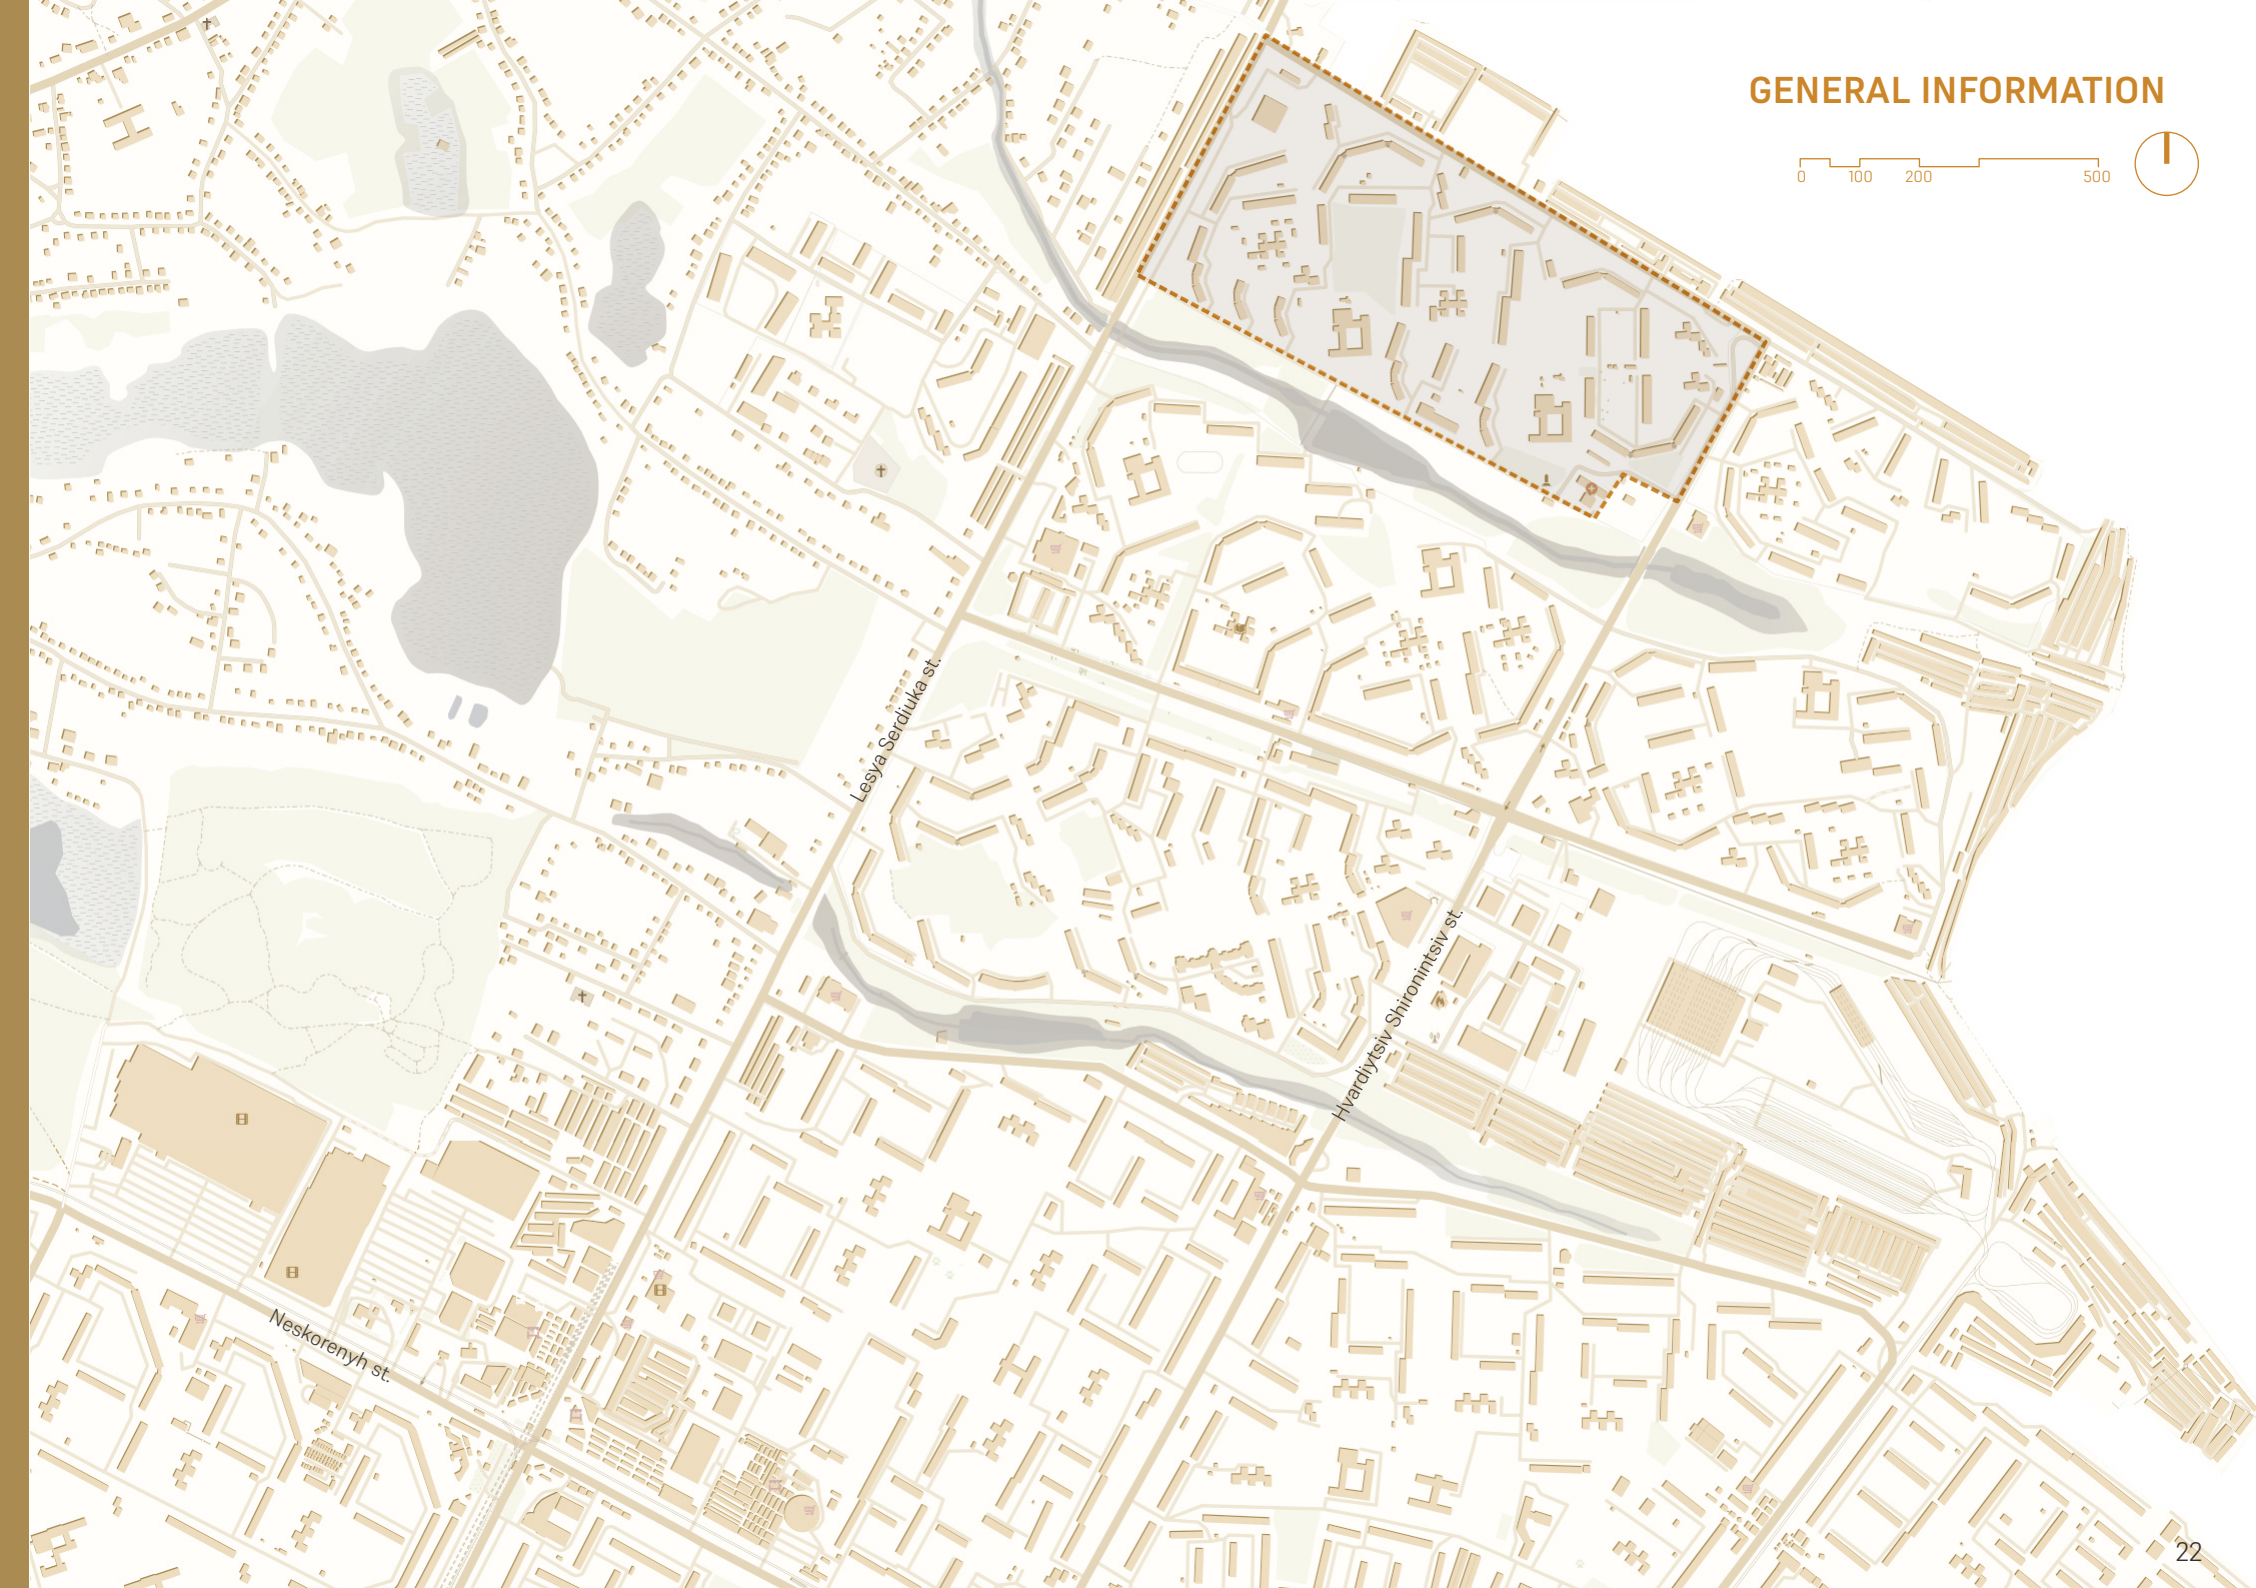 GENERAL INFORMATION
0 100 200 500
Lesya Serdiuka st.
Hvardiytsiv Shironintsiv st.
Neskorenyh st.
22